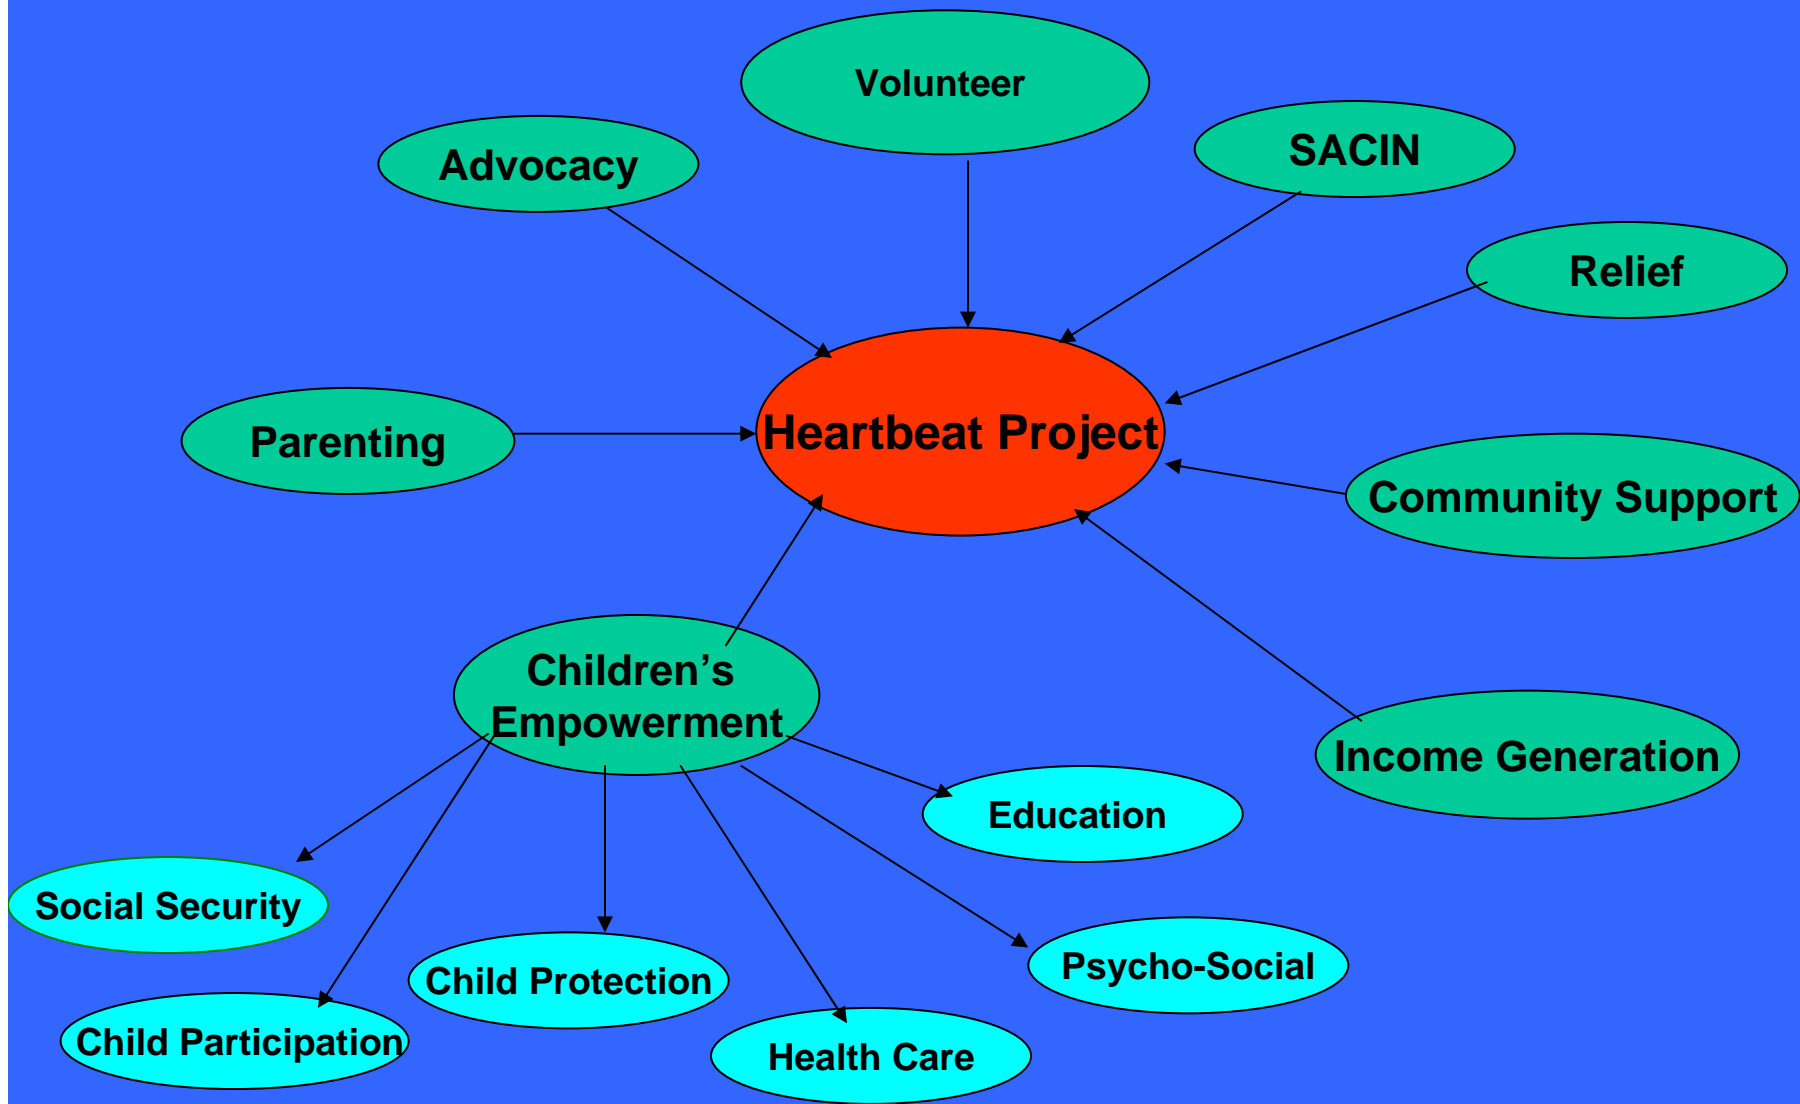 Volunteer
Advocacy
SACIN
Relief
Heartbeat Project
Parenting
Community Support
Children’s
Empowerment
Income Generation
Education
Social Security
Child Protection
Psycho-Social
Child Participation
Health Care